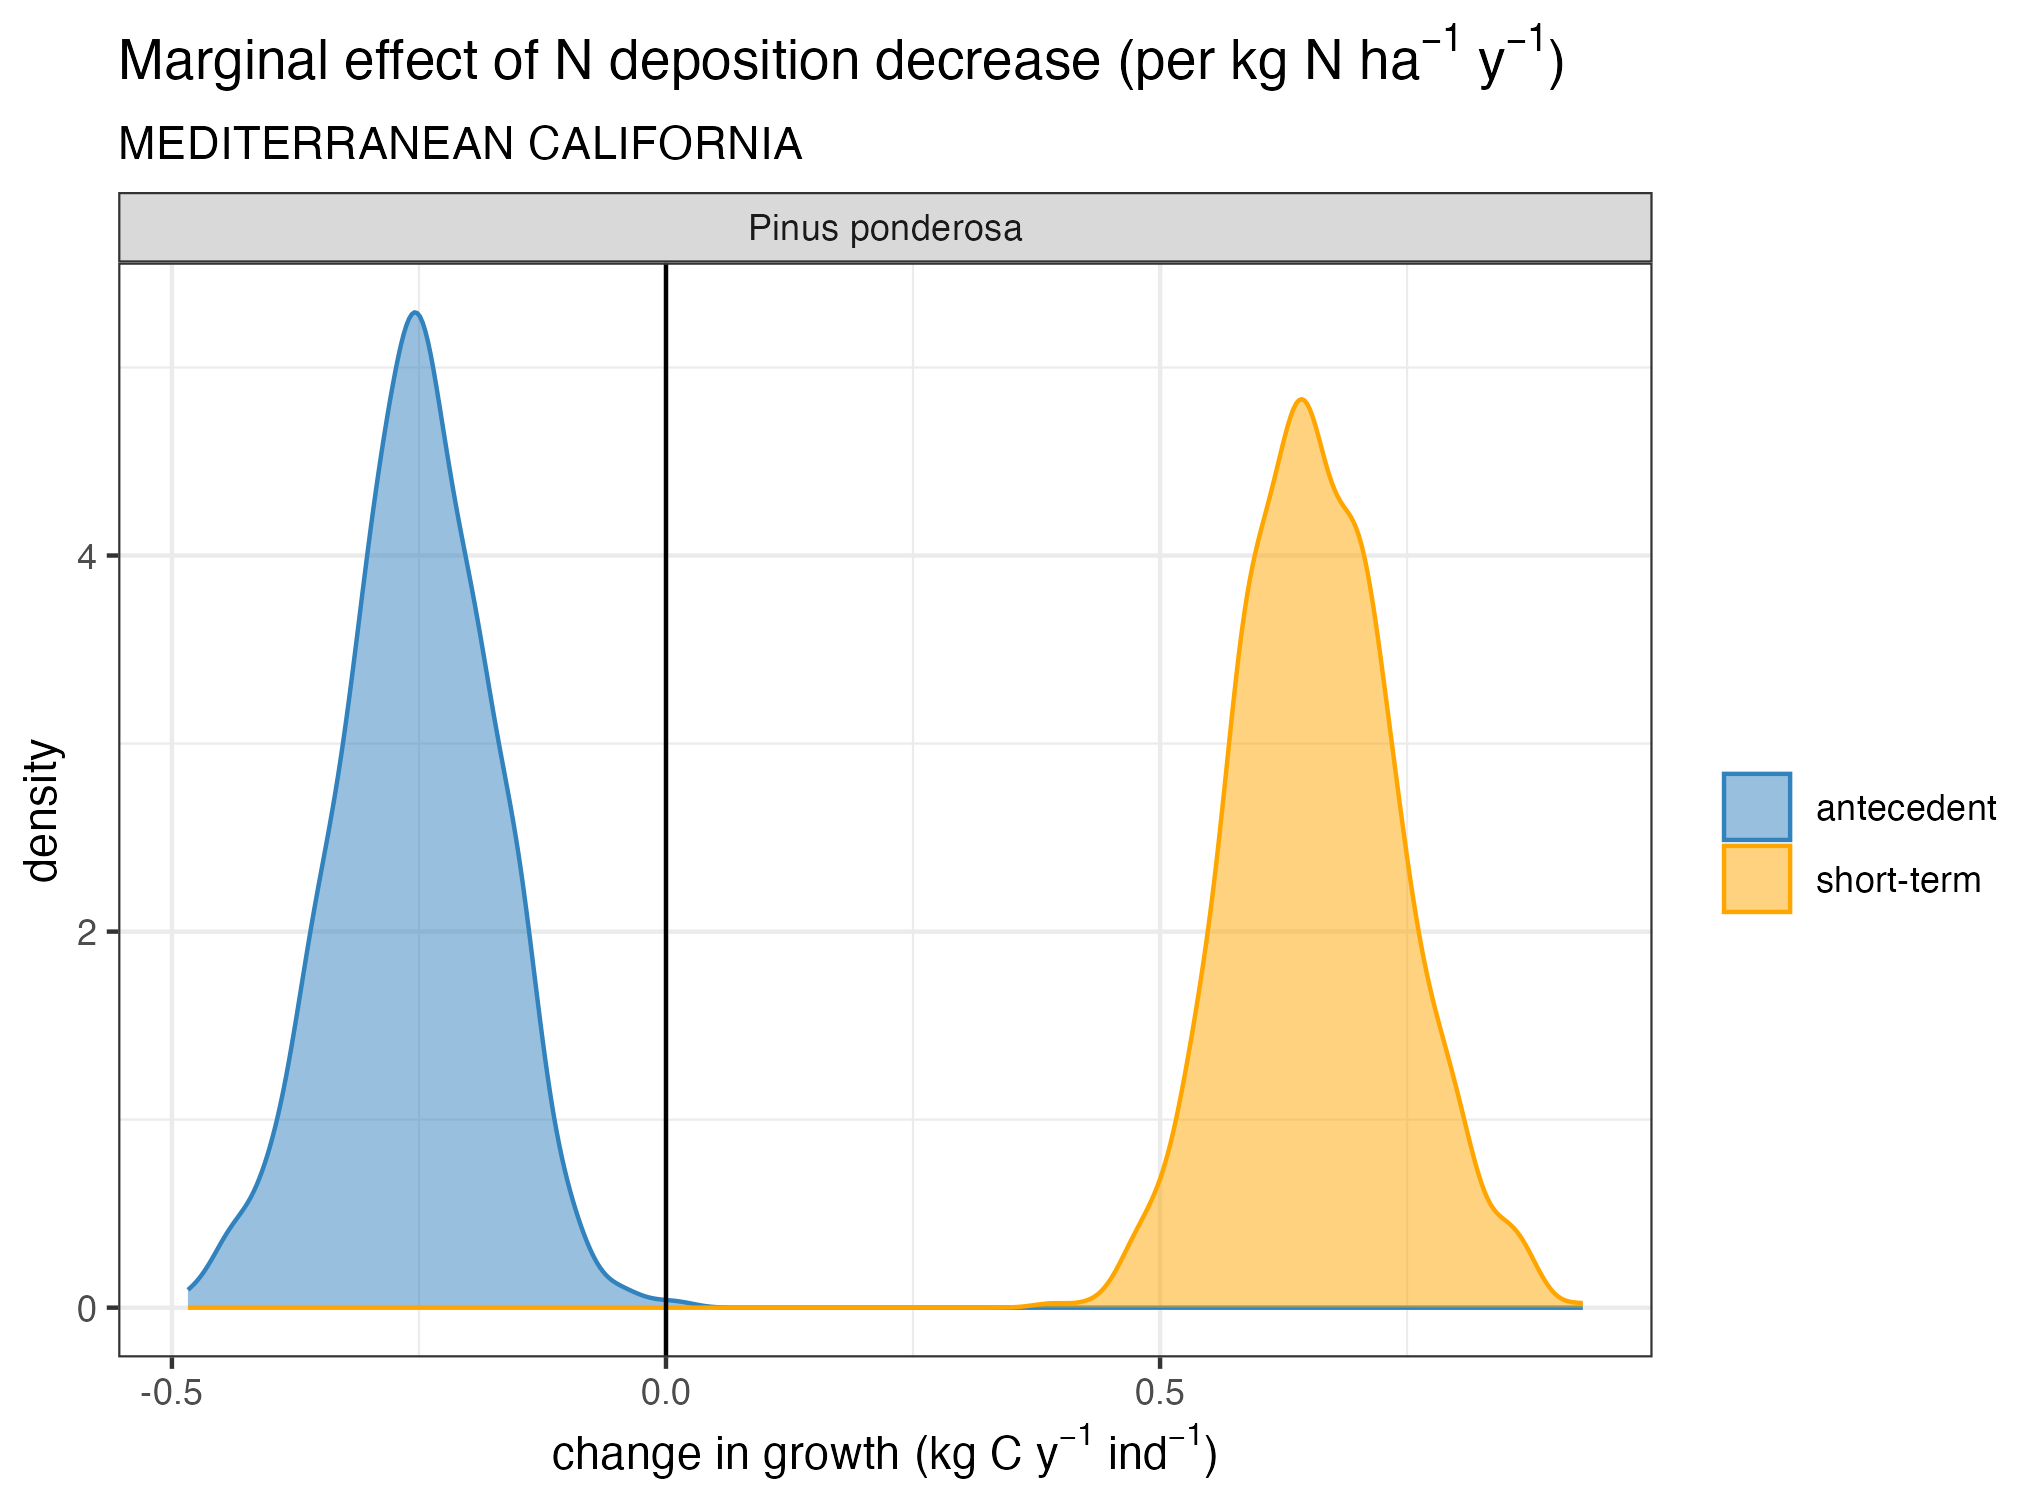 Marginal effect of N deposition decrease (per kg N ha⁻¹ y⁻¹)
MEDITERRANEAN CALIFORNIA
Pinus ponderosa
density
4
2
0
-0.5 0.0 0.5
change in growth (kg C y⁻¹ ind⁻¹)
antecedent
short-term